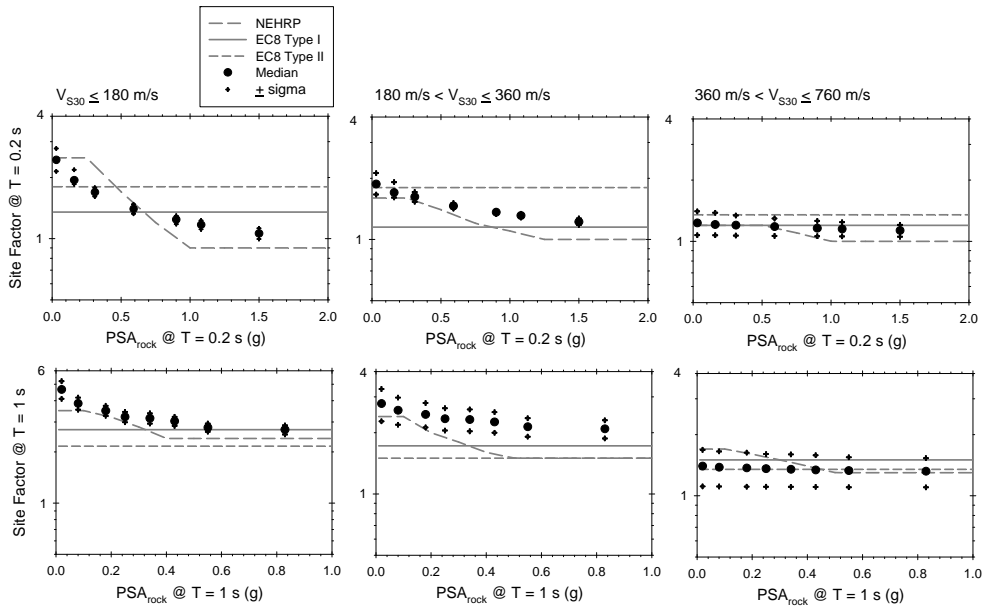 NEHRP
EC8 Type I
EC8 Type II
Median
+ sigma
V_S30 ≤ 180 m/s
180 m/s < V_S30 ≤ 360 m/s
360 m/s < V_S30 ≤ 760 m/s
Site Factor @ T = 0.2 s
4
1
0.0 0.5 1.0 1.5 2.0
PSA_rock @ T = 0.2 s (g)
4
1
0.0 0.5 1.0 1.5 2.0
PSA_rock @ T = 0.2 s (g)
4
1
0.0 0.5 1.0 1.5 2.0
PSA_rock @ T = 0.2 s (g)
Site Factor @ T = 1 s
6
1
0.0 0.2 0.4 0.6 0.8 1.0
PSA_rock @ T = 1 s (g)
4
1
0.0 0.2 0.4 0.6 0.8 1.0
PSA_rock @ T = 1 s (g)
4
1
0.0 0.2 0.4 0.6 0.8 1.0
PSA_rock @ T = 1 s (g)